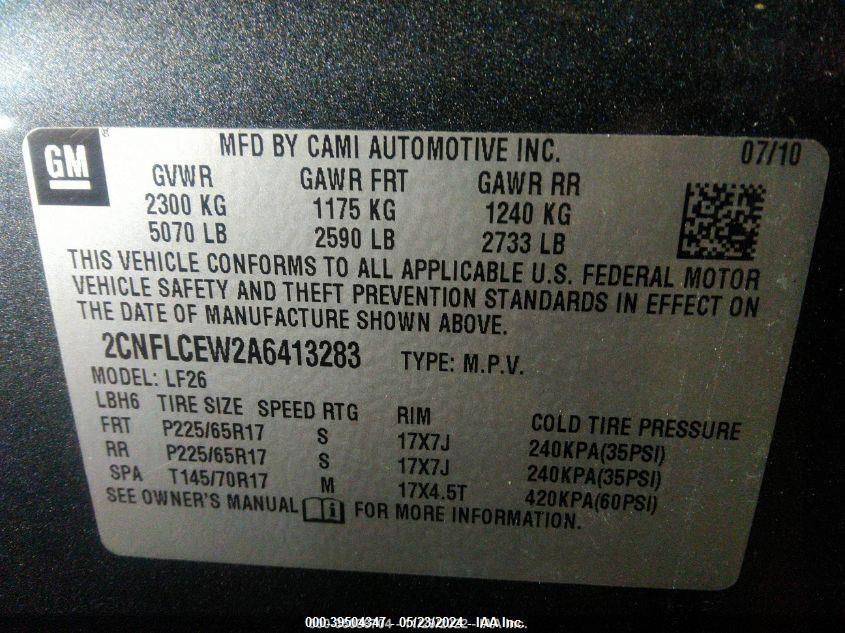 GM ®
MFD BY CAMI AUTOMOTIVE INC. 07/10
GVWR GAWR FRT GAWR RR
2300 KG 1175 KG 1240 KG
5070 LB 2590 LB 2733 LB
THIS VEHICLE CONFORMS TO ALL APPLICABLE U.S. FEDERAL MOTOR
VEHICLE SAFETY AND THEFT PREVENTION STANDARDS IN EFFECT ON
THE DATE OF MANUFACTURE SHOWN ABOVE.
2CNFLCEW2A6413283 TYPE: M.P.V.
MODEL: LF26
LBH6 TIRE SIZE SPEED RTG RIM COLD TIRE PRESSURE
FRT P225/65R17 S 17X7J 240KPA(35PSI)
RR P225/65R17 S 17X7J 240KPA(35PSI)
SPA T145/70R17 M 17X4.5T 420KPA(60PSI)
SEE OWNER'S MANUAL i FOR MORE INFORMATION.
000-39504347 - 05/23/2024 - IAA Inc.